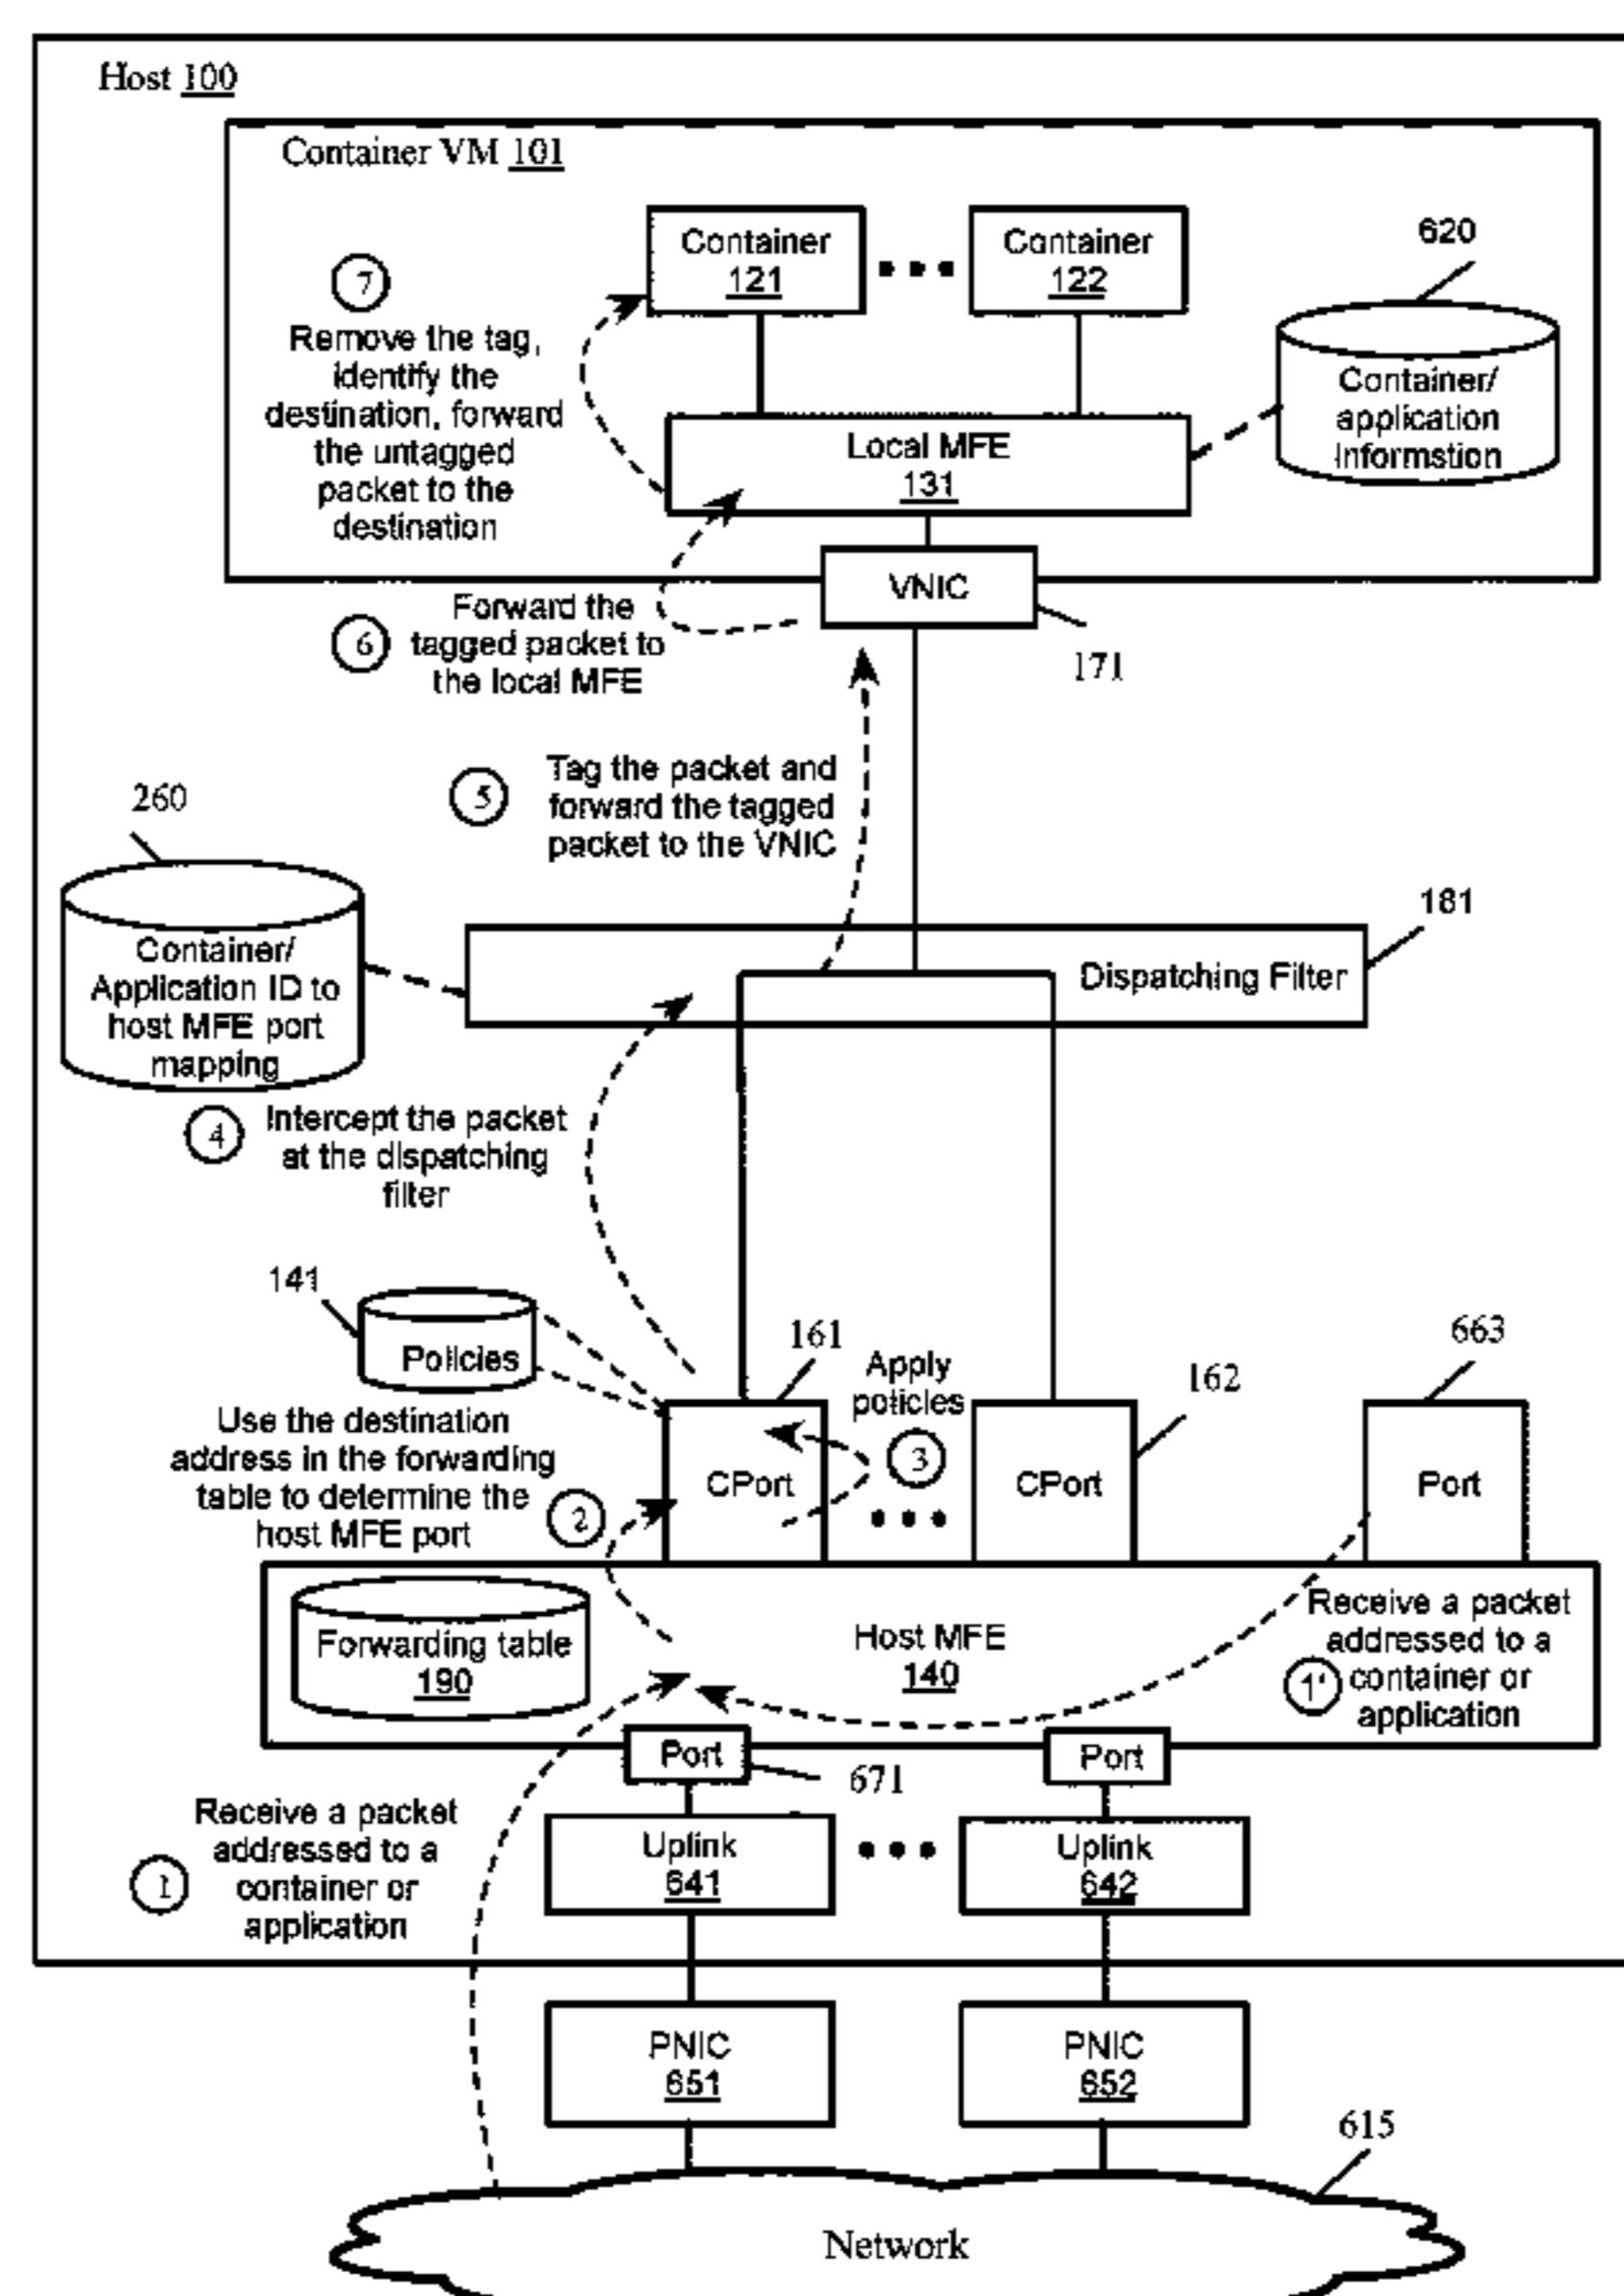 Host 100
Container VM 101
Container
121
Container
122
620
7
Remove the tag,
identify the
destination, forward
the untagged
packet to the
destination
Container/
application
Informstion
Local MFE
131
VNIC
171
6
Forward the
tagged packet to
the local MFE
5
Tag the packet and
forward the tagged
packet to the VNIC
260
Container/
Application ID to
host MFE port
mapping
181
Dispatching Filter
4
Intercept the packet
at the dispatching
filter
141
Policies
161
Apply
policies
3
162
663
Use the destination
address in the forwarding
table to determine the
host MFE port
2
CPort
CPort
Port
Forwarding table
190
Host MFE
140
Receive a packet
addressed to a
container or
application
1'
Port
671
Port
1
Receive a packet
addressed to a
container or
application
Uplink
641
Uplink
642
PNIC
651
PNIC
652
615
Network